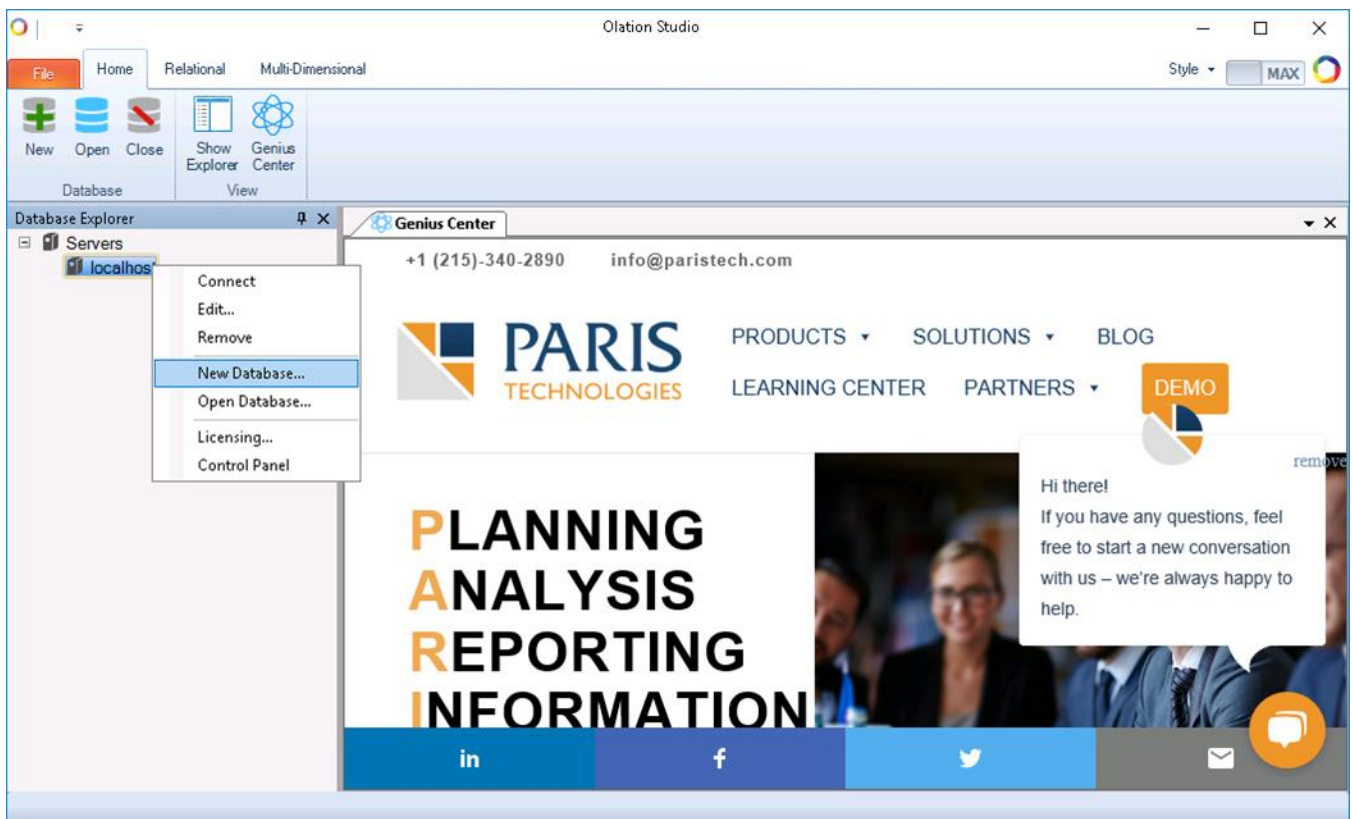 Olation Studio
File Home Relational Multi-Dimensional Style MAX
New Open Close Show Explorer Genius Center
Database View
Database Explorer
Genius Center
Servers
localhost
Connect
Edit...
Remove
New Database...
Open Database...
Licensing...
Control Panel
+1 (215)-340-2890 info@paristech.com
PARIS
TECHNOLOGIES
PRODUCTS SOLUTIONS BLOG
LEARNING CENTER PARTNERS DEMO
remove
Hi there!
If you have any questions, feel
free to start a new conversation
with us – we're always happy to
help.
PLANNING
ANALYSIS
REPORTING
INFORMATION
in f